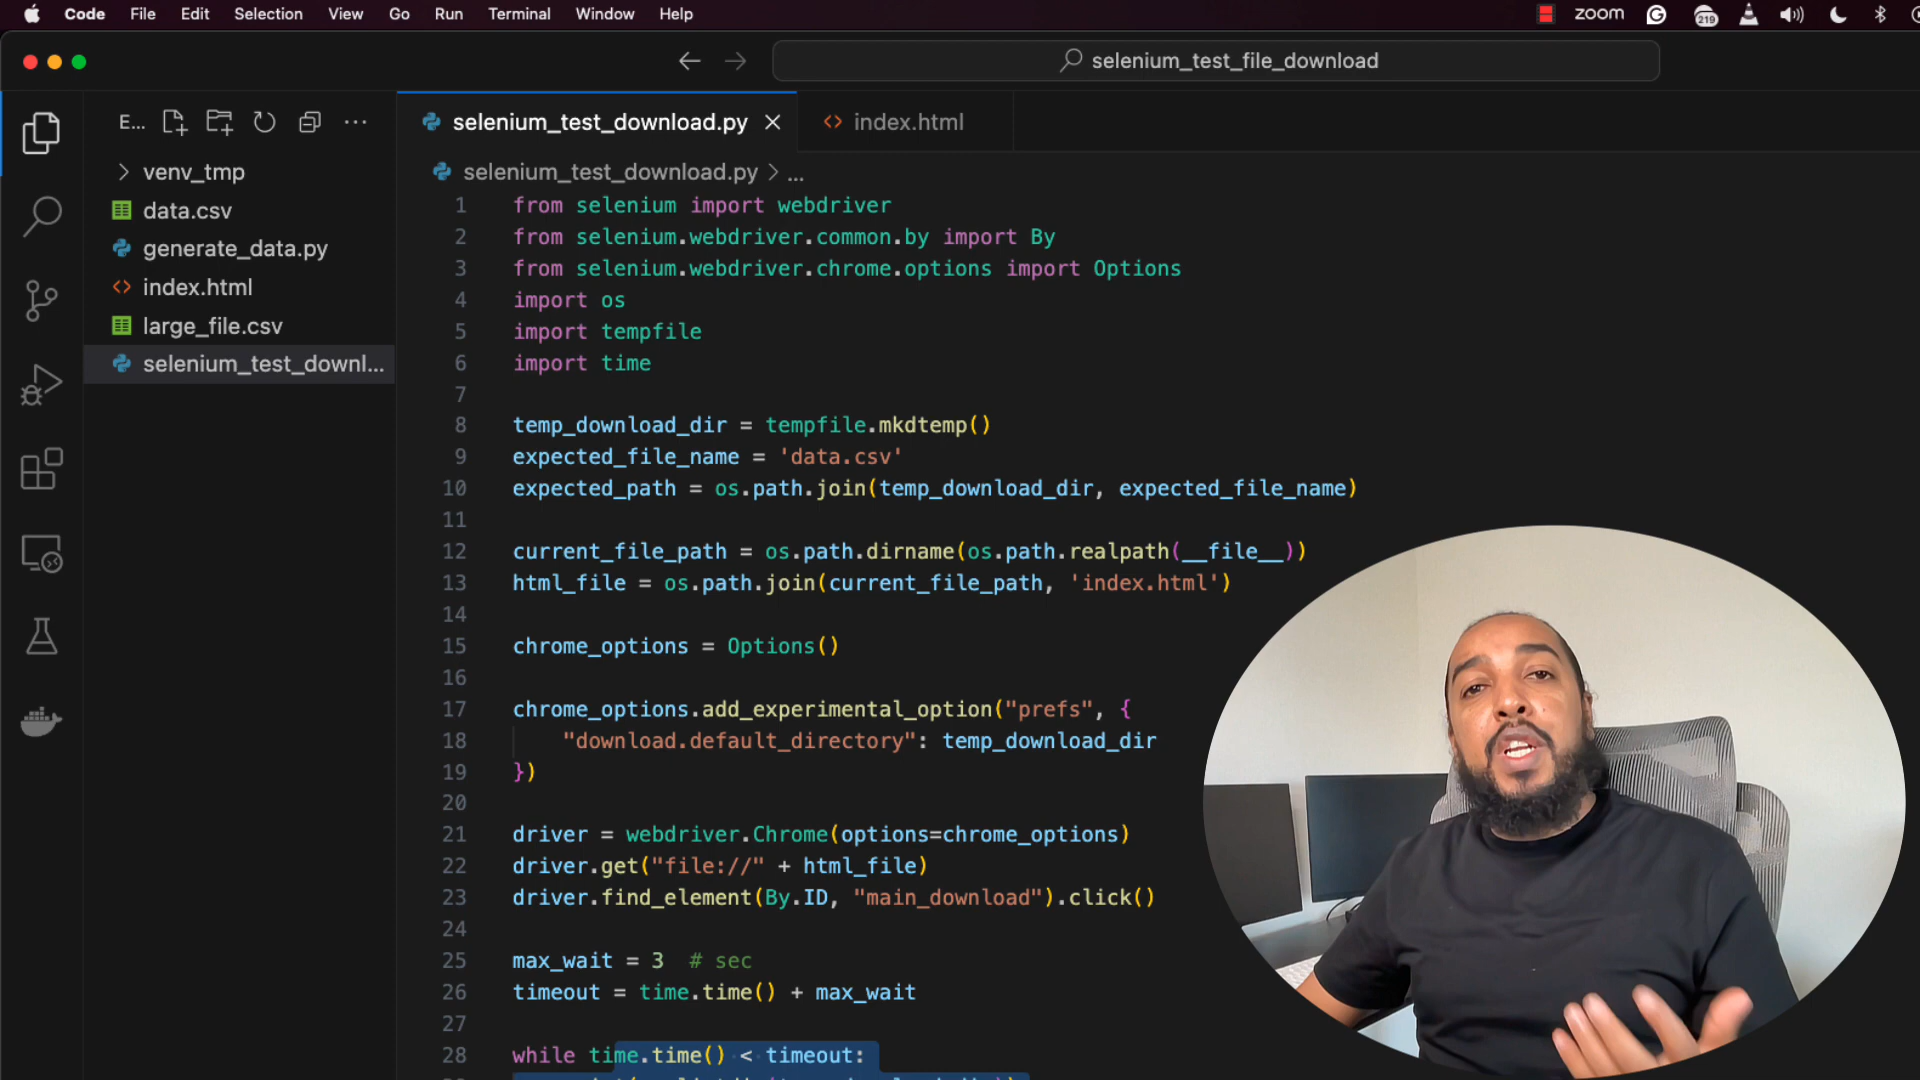 Code File Edit Selection View Go Run Terminal Window Help zoom 219
selenium_test_file_download
E...
selenium_test_download.py
index.html
venv_tmp
data.csv
generate_data.py
index.html
large_file.csv
selenium_test_downl...
selenium_test_download.py > ...
1 from selenium import webdriver
2 from selenium.webdriver.common.by import By
3 from selenium.webdriver.chrome.options import Options
4 import os
5 import tempfile
6 import time
7
8 temp_download_dir = tempfile.mkdtemp()
9 expected_file_name = 'data.csv'
10 expected_path = os.path.join(temp_download_dir, expected_file_name)
11
12 current_file_path = os.path.dirname(os.path.realpath(__file__))
13 html_file = os.path.join(current_file_path, 'index.html')
14
15 chrome_options = Options()
16
17 chrome_options.add_experimental_option("prefs", {
18 "download.default_directory": temp_download_dir
19 })
20
21 driver = webdriver.Chrome(options=chrome_options)
22 driver.get("file://" + html_file)
23 driver.find_element(By.ID, "main_download").click()
24
25 max_wait = 3 # sec
26 timeout = time.time() + max_wait
27
28 while time.time() < timeout: